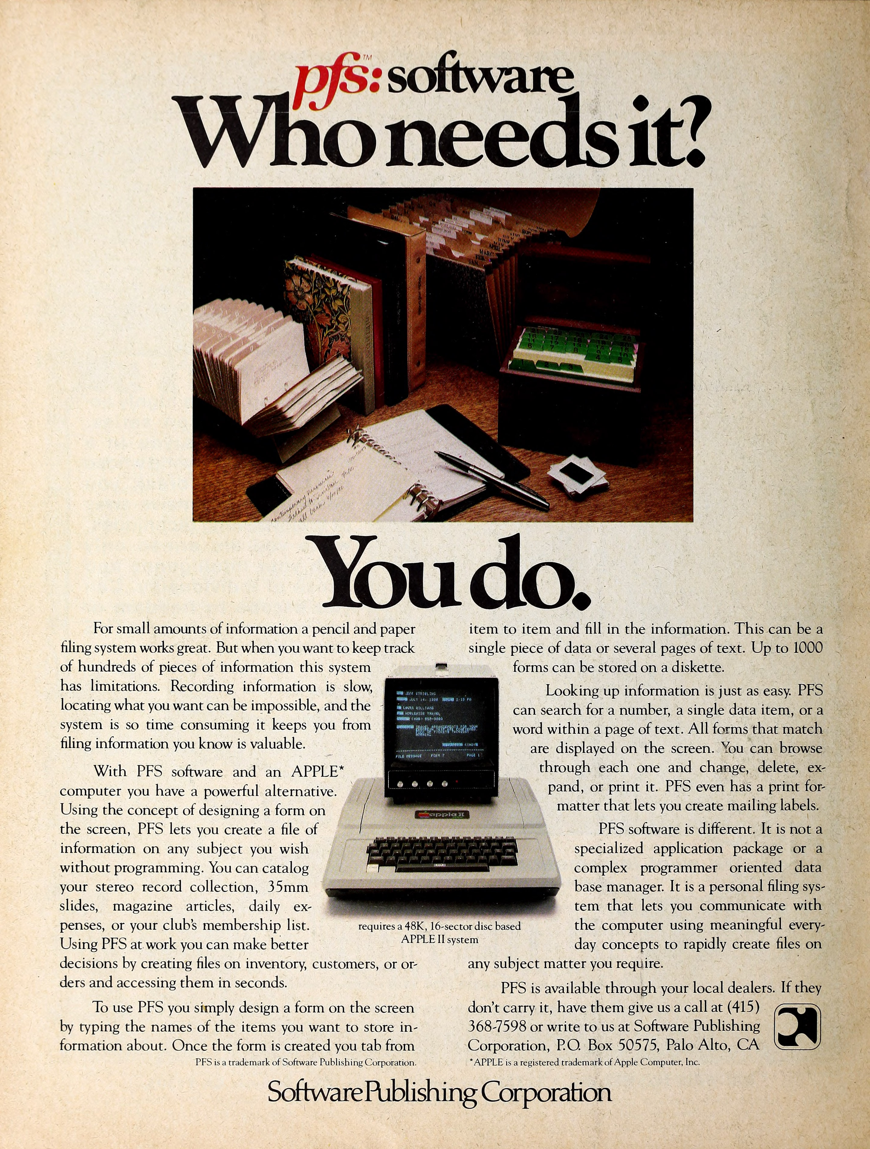 pfs:™ software
Who needs it?
You do.
For small amounts of information a pencil and paper
filing system works great. But when you want to keep track
of hundreds of pieces of information this system
has limitations. Recording information is slow,
locating what you want can be impossible, and the
system is so time consuming it keeps you from
filing information you know is valuable.
With PFS software and an APPLE*
computer you have a powerful alternative.
Using the concept of designing a form on
the screen, PFS lets you create a file of
information on any subject you wish
without programming. You can catalog
your stereo record collection, 35mm
slides, magazine articles, daily ex-
penses, or your club's membership list.
Using PFS at work you can make better
decisions by creating files on inventory, customers, or or-
ders and accessing them in seconds.
To use PFS you simply design a form on the screen
by typing the names of the items you want to store in-
formation about. Once the form is created you tab from
PFS is a trademark of Software Publishing Corporation.
apple II
requires a 48K, 16-sector disc based
APPLE II system
item to item and fill in the information. This can be a
single piece of data or several pages of text. Up to 1000
forms can be stored on a diskette.
Looking up information is just as easy. PFS
can search for a number, a single data item, or a
word within a page of text. All forms that match
are displayed on the screen. You can browse
through each one and change, delete, ex-
pand, or print it. PFS even has a print for-
matter that lets you create mailing labels.
PFS software is different. It is not a
specialized application package or a
complex programmer oriented data
base manager. It is a personal filing sys-
tem that lets you communicate with
the computer using meaningful every-
day concepts to rapidly create files on
any subject matter you require.
PFS is available through your local dealers. If they
don't carry it, have them give us a call at (415)
368-7598 or write to us at Software Publishing
Corporation, P.O. Box 50575, Palo Alto, CA
*APPLE is a registered trademark of Apple Computer, Inc.
Software Publishing Corporation